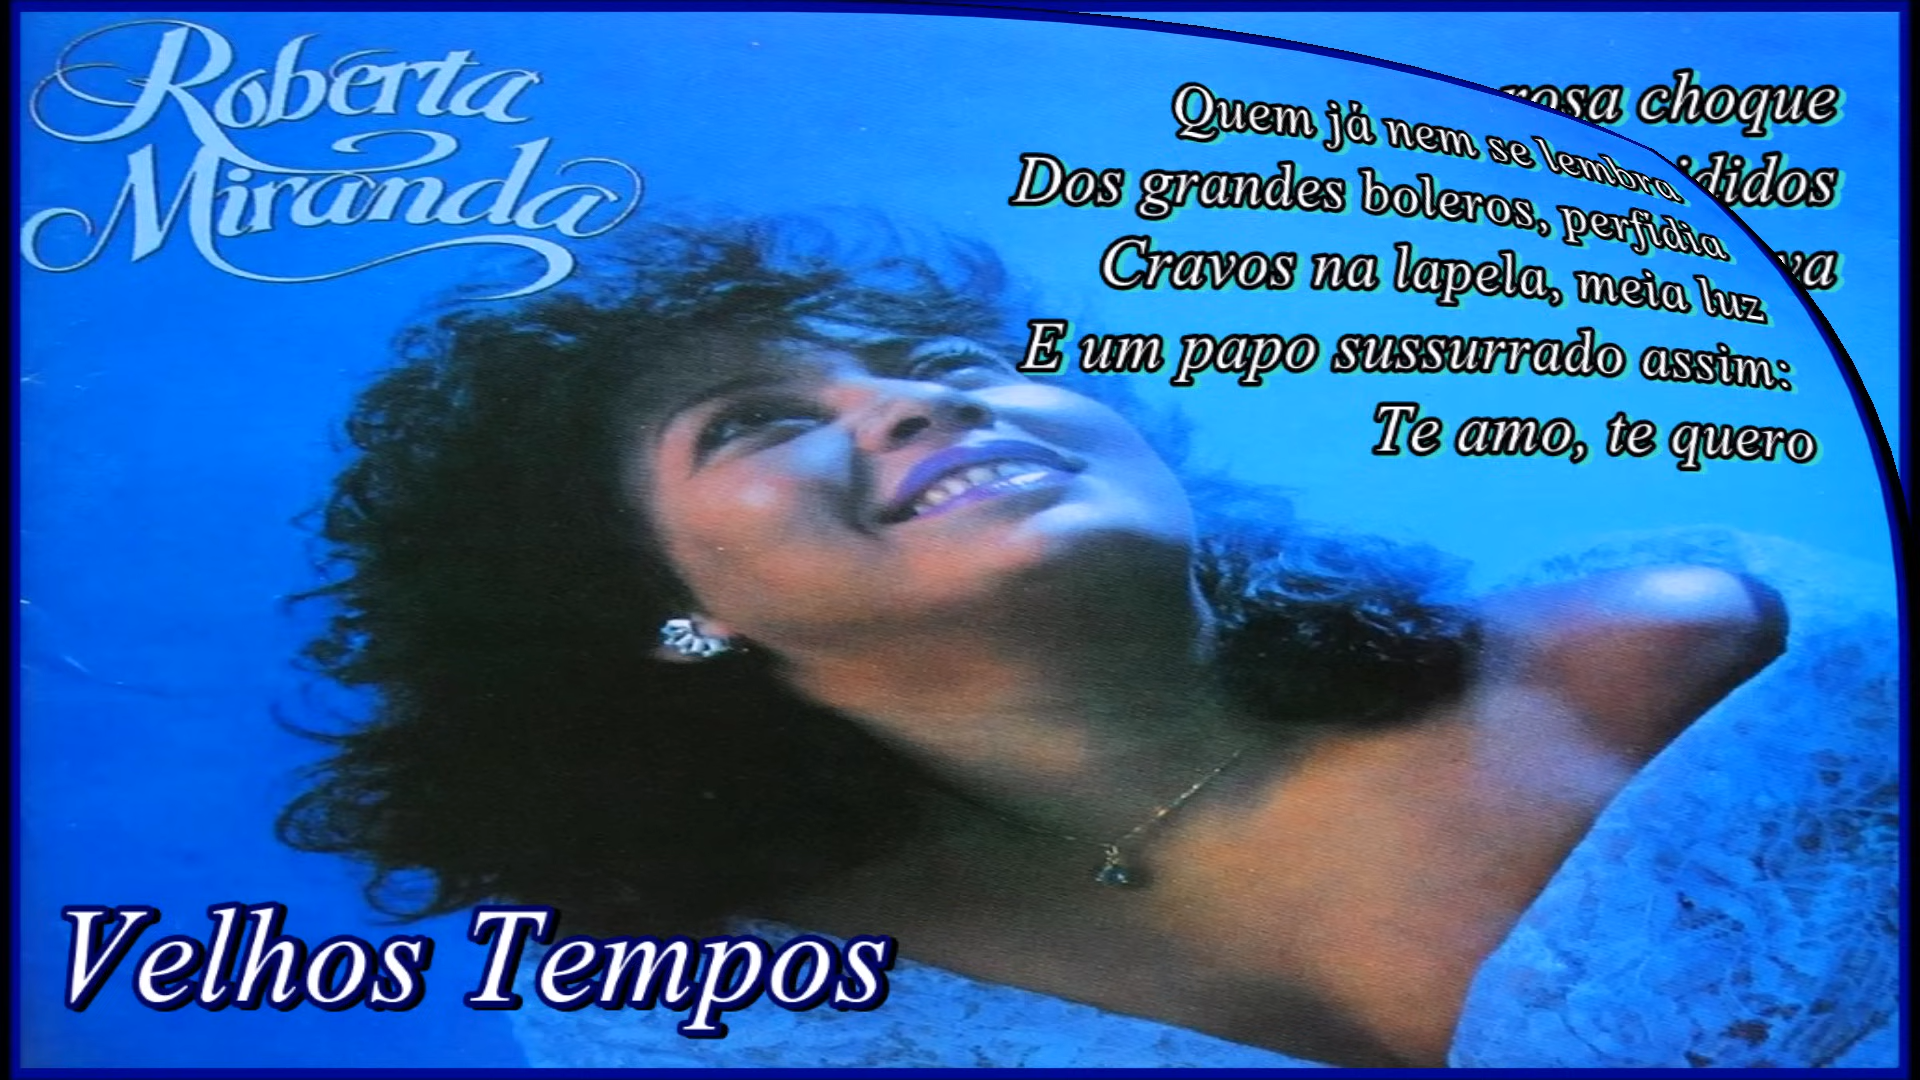 Roberta
Miranda
rosa choque
Quem já nem se lembra
Dos grandes boleros, perfidia
Cravos na lapela, meia luz
E um papo sussurrado assim:
Te amo, te quero
Velhos Tempos